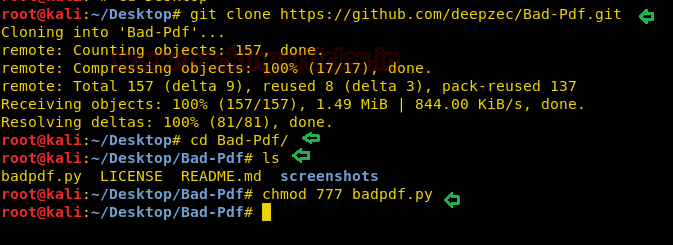 root@kali:~/Desktop# git clone https://github.com/deepzec/Bad-Pdf.git
Cloning into 'Bad-Pdf'...
remote: Counting objects: 157, done.
remote: Compressing objects: 100% (17/17), done.
remote: Total 157 (delta 9), reused 8 (delta 3), pack-reused 137
Receiving objects: 100% (157/157), 1.49 MiB | 844.00 KiB/s, done.
Resolving deltas: 100% (81/81), done.
root@kali:~/Desktop# cd Bad-Pdf/
root@kali:~/Desktop/Bad-Pdf# ls
badpdf.py LICENSE README.md screenshots
root@kali:~/Desktop/Bad-Pdf# chmod 777 badpdf.py
root@kali:~/Desktop/Bad-Pdf#